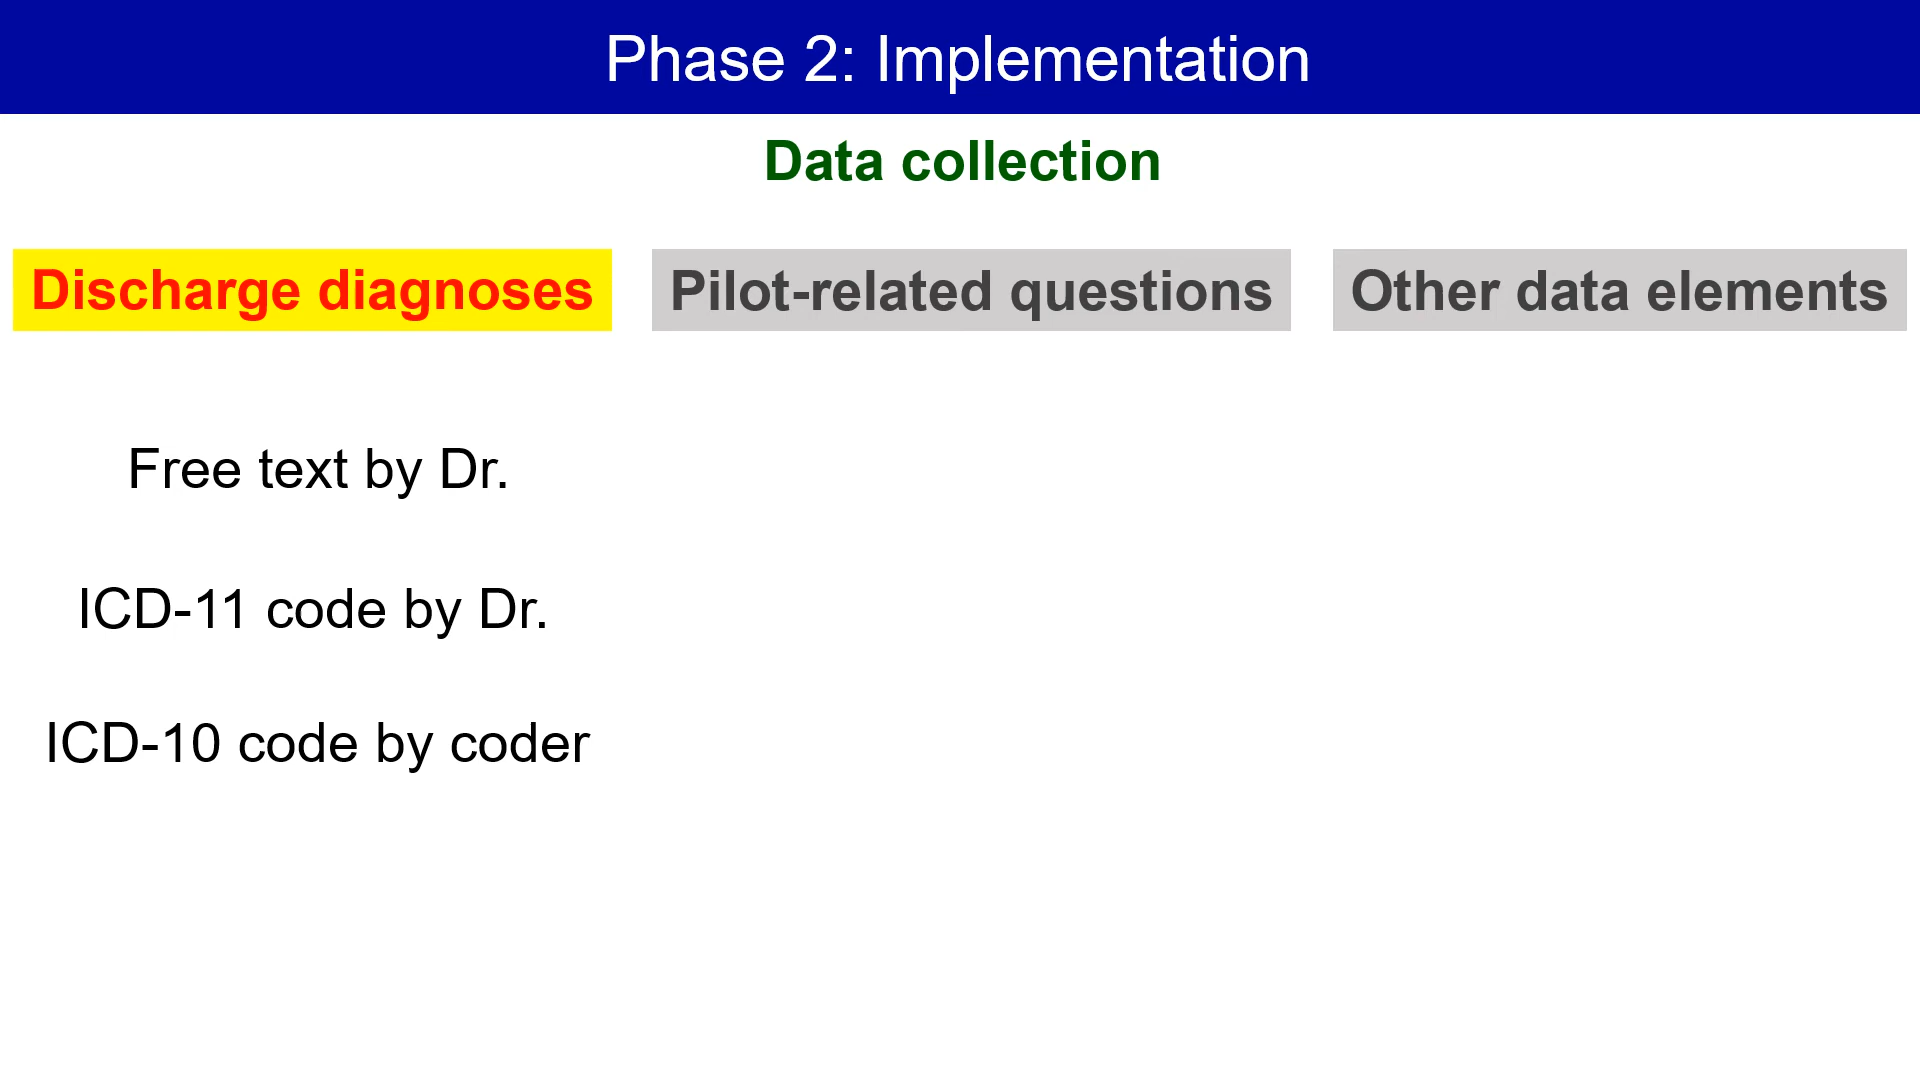 Phase 2: Implementation
Data collection
Discharge diagnoses
Pilot-related questions
Other data elements
Free text by Dr.
ICD-11 code by Dr.
ICD-10 code by coder